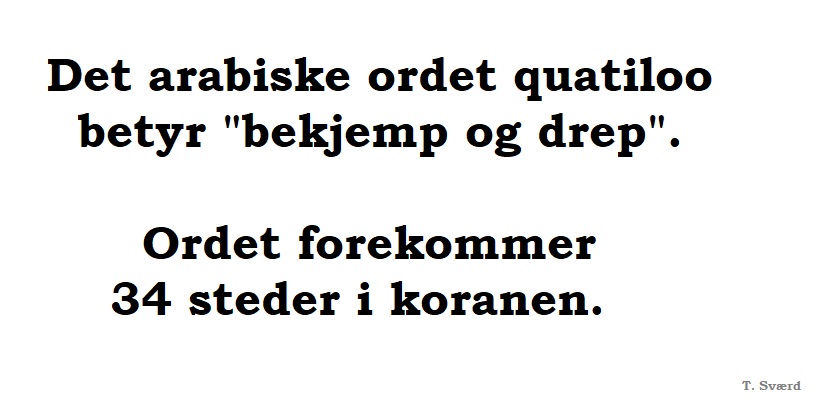 Det arabiske ordet quatiloo
betyr "bekjemp og drep".
Ordet forekommer
34 steder i koranen.
T. Sværd